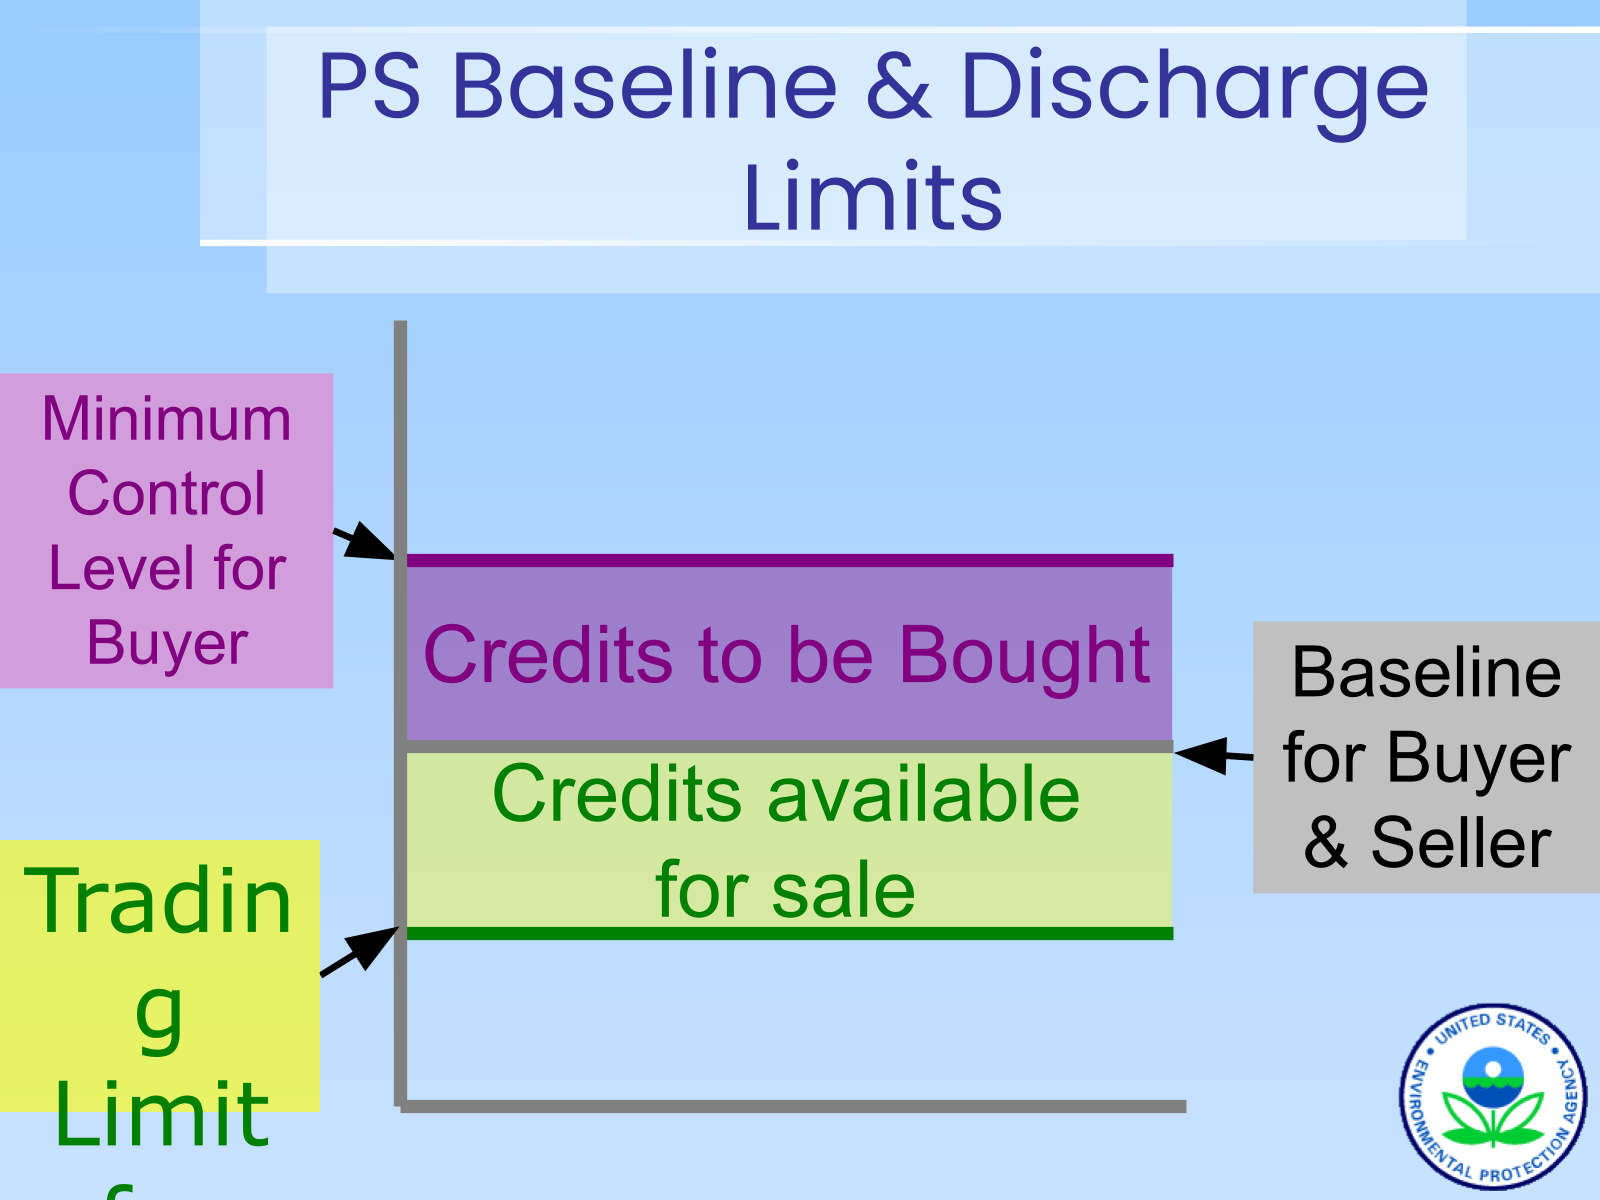 PS Baseline & Discharge
Limits
Minimum
Control
Level for
Buyer
Credits to be Bought
Baseline
for Buyer
& Seller
Credits available
for sale
Tradin
g
Limit
UNITED STATES
ENVIRONMENTAL PROTECTION AGENCY